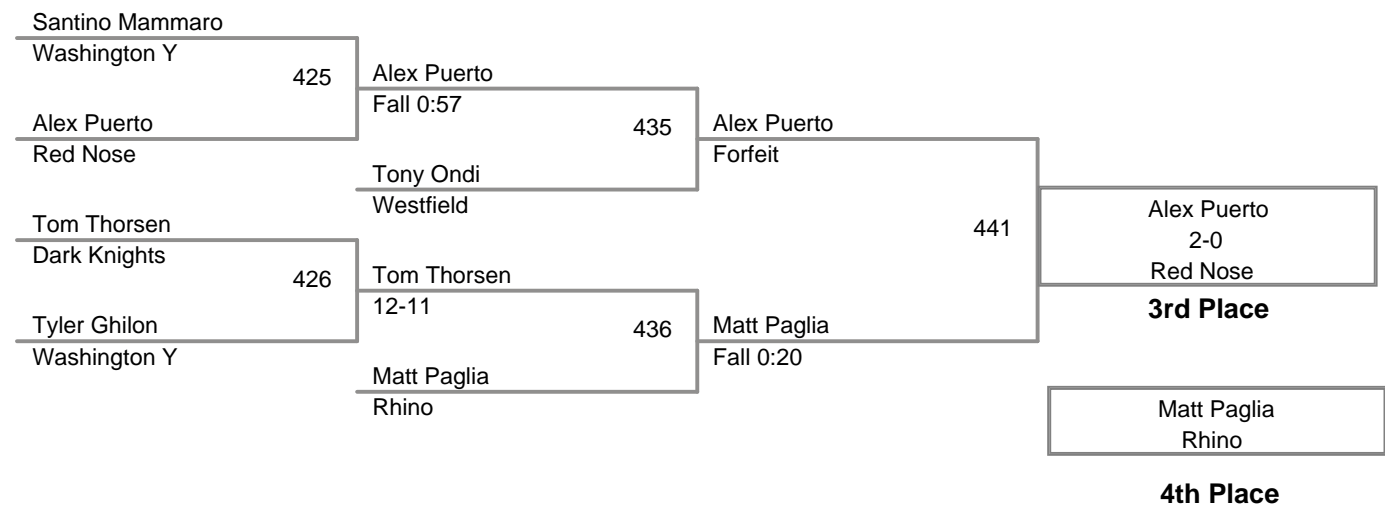 Santino Mammaro
Washington Y
425
Alex Puerto
Fall 0:57
Alex Puerto
Red Nose
435
Alex Puerto
Forfeit
Tony Ondi
Westfield
Tom Thorsen
Dark Knights
441
Alex Puerto
2-0
Red Nose
3rd Place
426
Tom Thorsen
12-11
Tyler Ghilon
Washington Y
436
Matt Paglia
Fall 0:20
Matt Paglia
Rhino
Matt Paglia
Rhino
4th Place